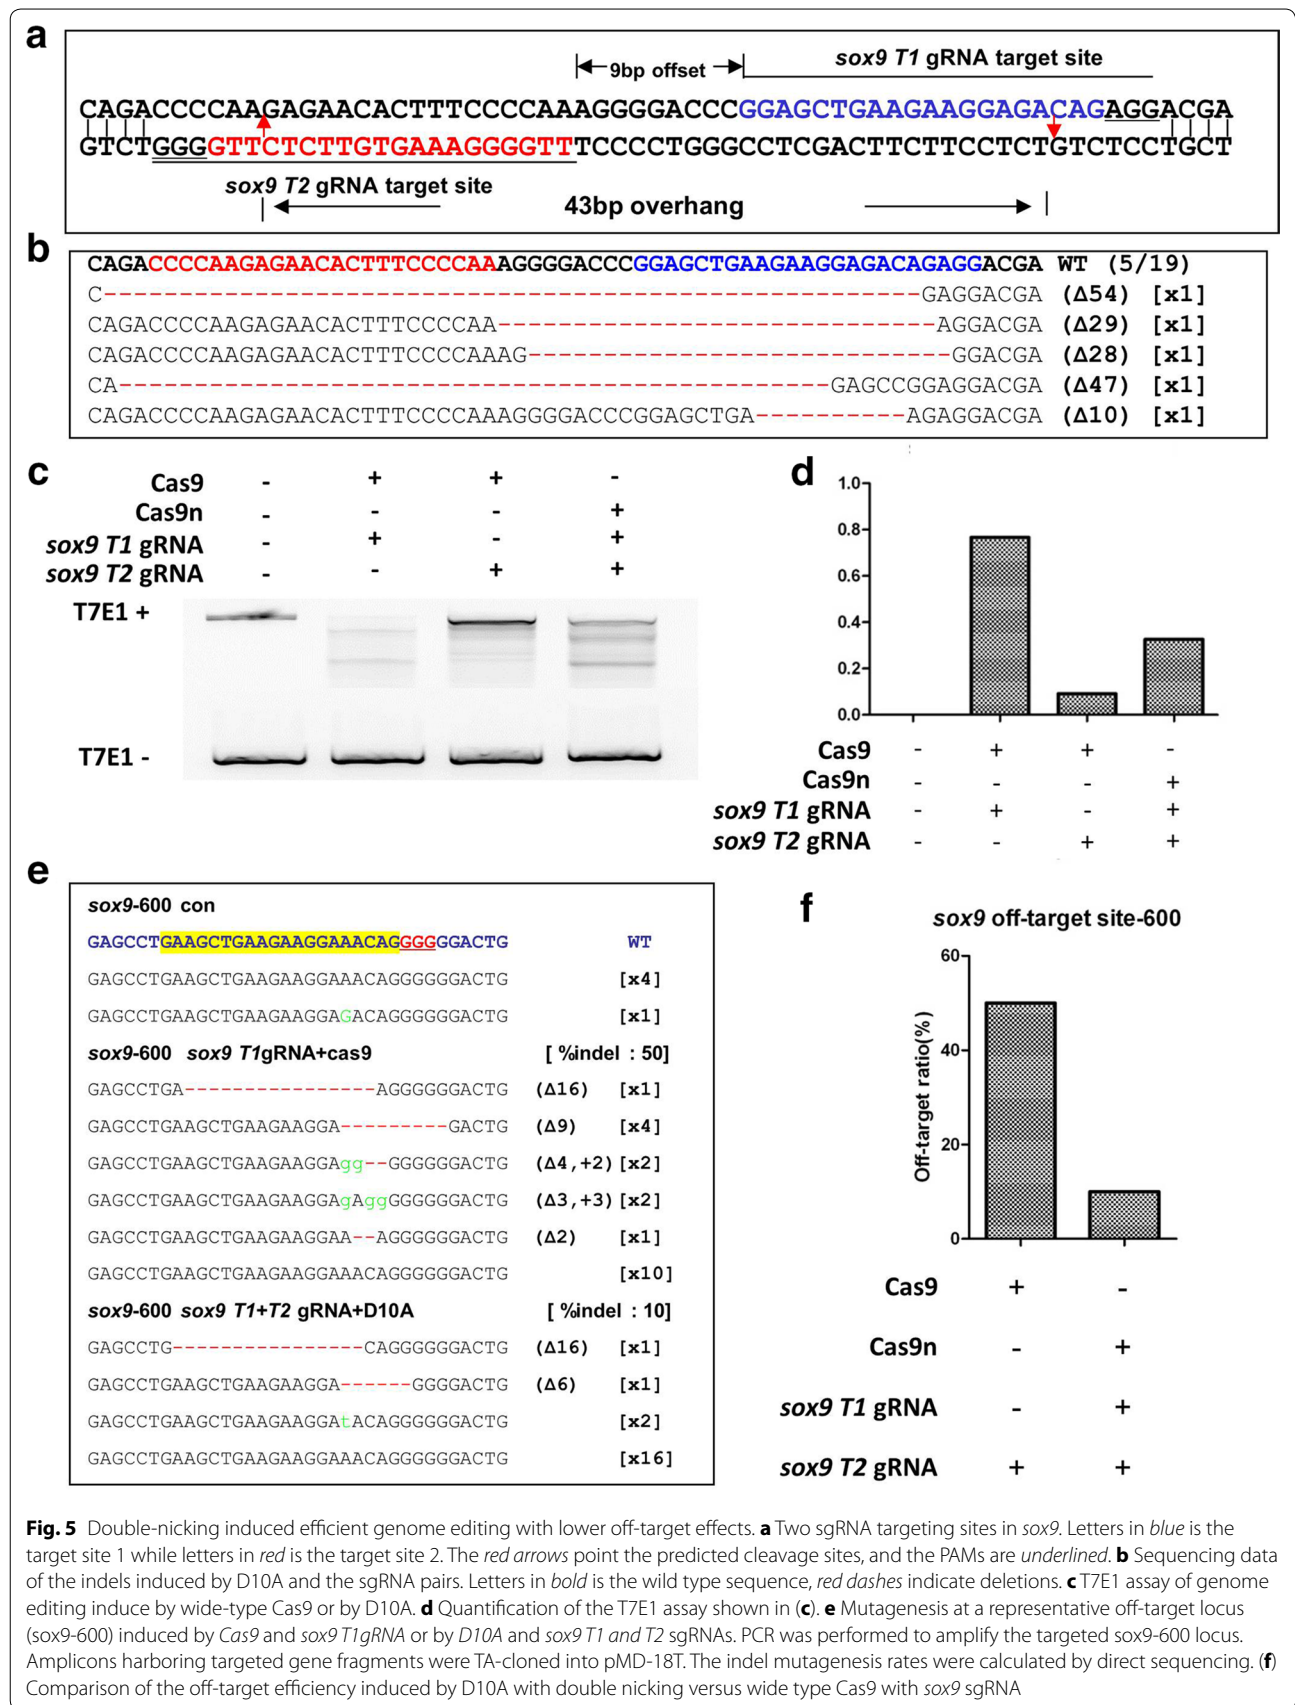 a
9bp offset
sox9 T1 gRNA target site
CAGACCCCAAGAGAACACTTTCCCCAAAGGGGACCCGGAGCTGAAGAAGGAGACAGAGGACGA
GTCTGGGGTTCTCTTGTGAAAGGGGTTTCCCCTGGGCCTCGACTTCTTCCTCTGTCTCCTGCT
sox9 T2 gRNA target site
43bp overhang
b
CAGACCCCAAGAGAACACTTTCCCCAAAGGGGACCCGGAGCTGAAGAAGGAGACAGAGGACGA WT (5/19)
C------------------------------------------------------GAGGACGA (Δ54) [x1]
CAGACCCCAAGAGAACACTTTCCCCAA-----------------------------AGGACGA (Δ29) [x1]
CAGACCCCAAGAGAACACTTTCCCCAAAG----------------------------GGACGA (Δ28) [x1]
CA-----------------------------------------------GAGCCGGAGGACGA (Δ47) [x1]
CAGACCCCAAGAGAACACTTTCCCCAAAGGGGACCCGGAGCTGA----------AGAGGACGA (Δ10) [x1]
c
Cas9 - + + -
Cas9n - - - +
sox9 T1 gRNA - + - +
sox9 T2 gRNA - - + +
T7E1 +
T7E1 -
d
1.0
0.8
0.6
0.4
0.2
0.0
Cas9 - + + -
Cas9n - - - +
sox9 T1 gRNA - + - +
sox9 T2 gRNA - - + +
e
sox9-600 con
GAGCCTGAAGCTGAAGAAGGAAACAGGGGGGACTG WT
GAGCCTGAAGCTGAAGAAGGAAACAGGGGGGACTG [x4]
GAGCCTGAAGCTGAAGAAGGAGACAGGGGGGACTG [x1]
sox9-600 sox9 T1gRNA+cas9 [ %indel : 50]
GAGCCTGA----------------AGGGGGGACTG (Δ16) [x1]
GAGCCTGAAGCTGAAGAAGGA---------GACTG (Δ9) [x4]
GAGCCTGAAGCTGAAGAAGGAgg--GGGGGGACTG (Δ4,+2) [x2]
GAGCCTGAAGCTGAAGAAGGAgAggGGGGGGACTG (Δ3,+3) [x2]
GAGCCTGAAGCTGAAGAAGGAA--AGGGGGGACTG (Δ2) [x1]
GAGCCTGAAGCTGAAGAAGGAAACAGGGGGGACTG [x10]
sox9-600 sox9 T1+T2 gRNA+D10A [ %indel : 10]
GAGCCTG----------------CAGGGGGGACTG (Δ16) [x1]
GAGCCTGAAGCTGAAGAAGGA------GGGGACTG (Δ6) [x1]
GAGCCTGAAGCTGAAGAAGGAtACAGGGGGGACTG [x2]
GAGCCTGAAGCTGAAGAAGGAAACAGGGGGGACTG [x16]
f
sox9 off-target site-600
Off-target ratio(%)
60
40
20
0
Cas9 + -
Cas9n - +
sox9 T1 gRNA - +
sox9 T2 gRNA + +
Fig. 5 Double-nicking induced efficient genome editing with lower off-target effects. a Two sgRNA targeting sites in sox9. Letters in blue is the
target site 1 while letters in red is the target site 2. The red arrows point the predicted cleavage sites, and the PAMs are underlined. b Sequencing data
of the indels induced by D10A and the sgRNA pairs. Letters in bold is the wild type sequence, red dashes indicate deletions. c T7E1 assay of genome
editing induce by wide-type Cas9 or by D10A. d Quantification of the T7E1 assay shown in (c). e Mutagenesis at a representative off-target locus
(sox9-600) induced by Cas9 and sox9 T1gRNA or by D10A and sox9 T1 and T2 sgRNAs. PCR was performed to amplify the targeted sox9-600 locus.
Amplicons harboring targeted gene fragments were TA-cloned into pMD-18T. The indel mutagenesis rates were calculated by direct sequencing. (f)
Comparison of the off-target efficiency induced by D10A with double nicking versus wide type Cas9 with sox9 sgRNA